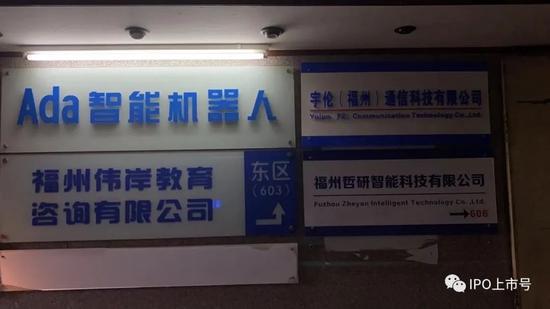 Ada智能机器人
福州伟岸教育
咨询有限公司
东区
(603)
宇伦(福州)通信科技有限公司
Communication Technology Co.,Ltd.
福州哲研智能科技有限公司
Fuzhou Zheyan Intelligent Technology Co.,Ltd.
→606
IPO上市号